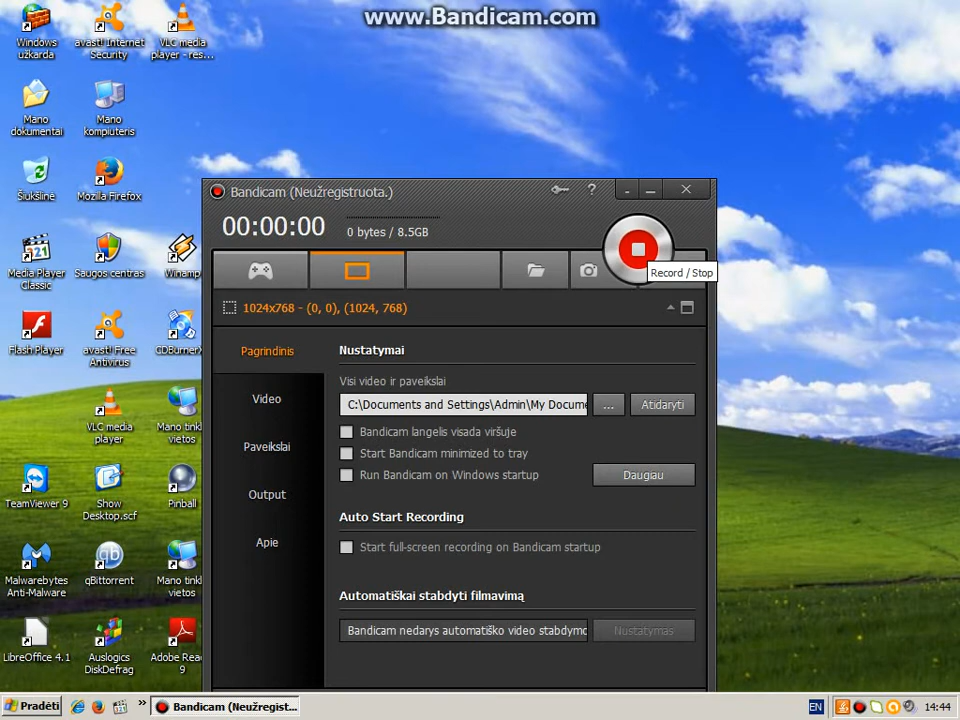 www.Bandicam.com
Windows
uzkarda
avast! Internet
Security
VLC media
player - res...
Mano
dokumentai
Mano
kompiuteris
Šiukšlinė
Mozilla Firefox
Media Player
Classic
Saugos centras
Winamp
Flash Player
avast! Free
Antivirus
CDBurnerX
VLC media
player
Mano tinkl
vietos
TeamViewer 9
Show
Desktop.scf
Pinball
Malwarebytes
Anti-Malware
qBittorrent
Mano tinkl
vietos
LibreOffice 4.1
Auslogics
DiskDefrag
Adobe Rea
9
Bandicam (Neužregistruota.)
?
00:00:00
0 bytes / 8.5GB
Record / Stop
1024x768 - (0, 0), (1024, 768)
Pagrindinis
Video
Paveikslai
Output
Apie
Nustatymai
Visi video ir paveikslai
C:\Documents and Settings\Admin\My Docume
...
Atidaryti
Bandicam langelis visada viršuje
Start Bandicam minimized to tray
Run Bandicam on Windows startup
Daugiau
Auto Start Recording
Start full-screen recording on Bandicam startup
Automatiškai stabdyti filmavimą
Bandicam nedarys automatiško video stabdymo
Nustatymas
Pradėti
Bandicam (Neužregist...
EN
14:44